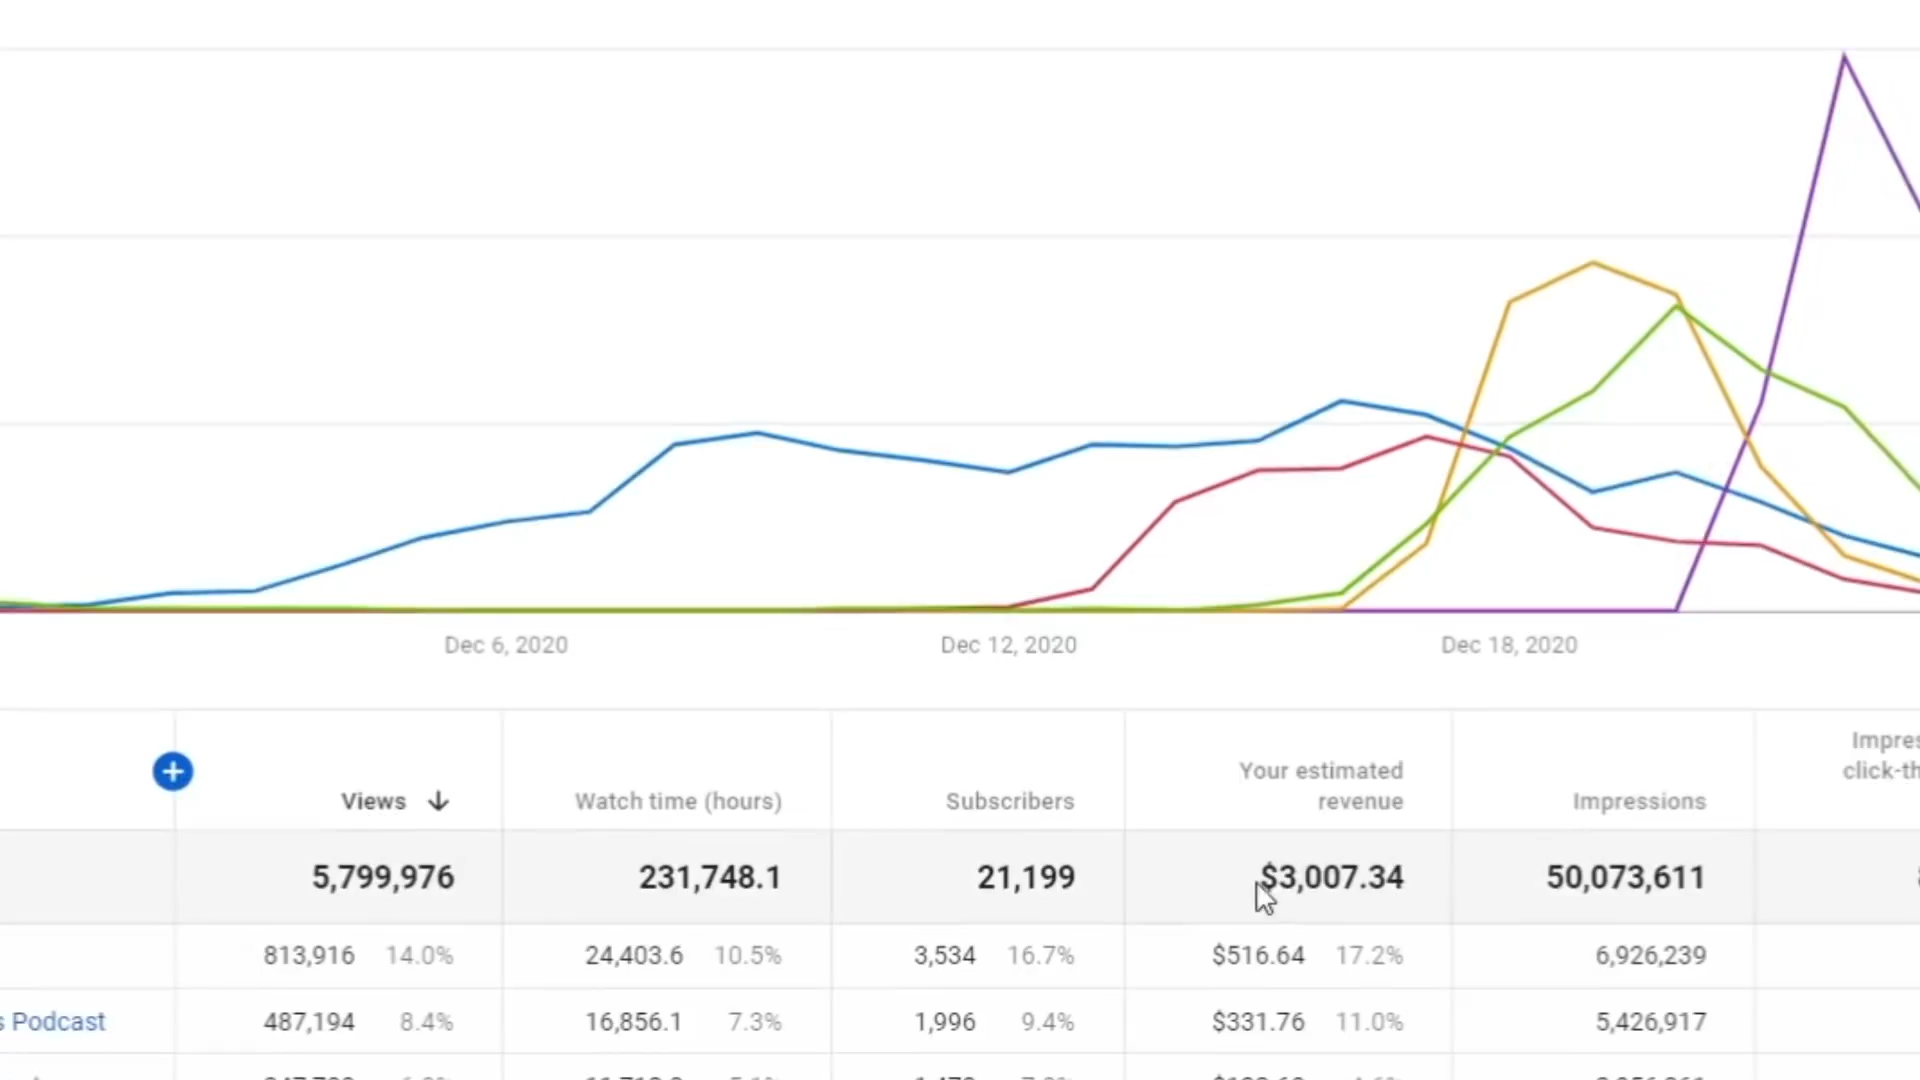 Dec 6, 2020 Dec 12, 2020 Dec 18, 2020
Impres
Your estimated click-th
Views Watch time (hours) Subscribers revenue Impressions
5,799,976 231,748.1 21,199 $3,007.34 50,073,611
813,916 14.0% 24,403.6 10.5% 3,534 16.7% $516.64 17.2% 6,926,239
s Podcast 487,194 8.4% 16,856.1 7.3% 1,996 9.4% $331.76 11.0% 5,426,917